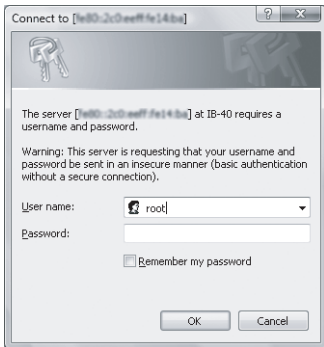 Connect to [
The server [ ] at IB-40 requires a
username and password.
Warning: This server is requesting that your username and
password be sent in an insecure manner (basic authentication
without a secure connection).
User name:
root
Password:
Remember my password
OK
Cancel